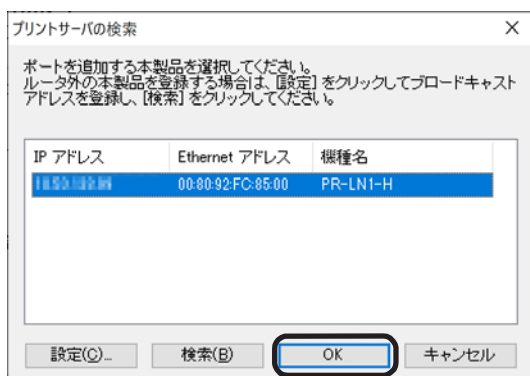 プリントサーバの検索
ポートを追加する本製品を選択してください。
ルータ外の本製品を登録する場合は、[設定] をクリックしてブロードキャスト
アドレスを登録し、[検索] をクリックしてください。
IP アドレス Ethernet アドレス 機種名
00:80:92:FC:85:00 PR-LN1-H
設定(C)... 検索(B) OK キャンセル